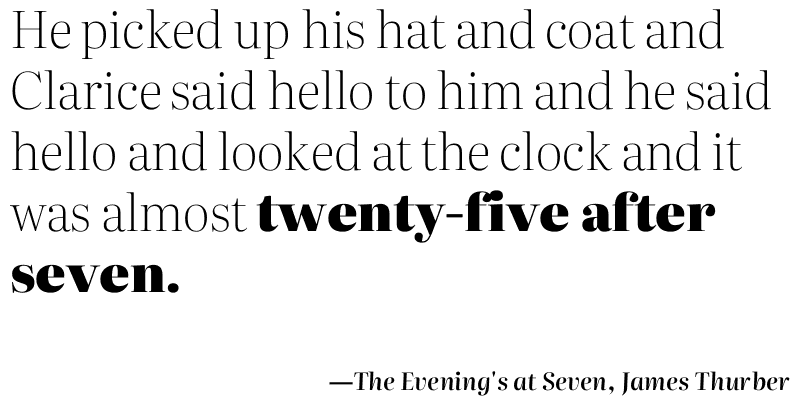 He picked up his hat and coat and
Clarice said hello to him and he said
hello and looked at the clock and it
was almost twenty-five after
seven.
—The Evening's at Seven, James Thurber